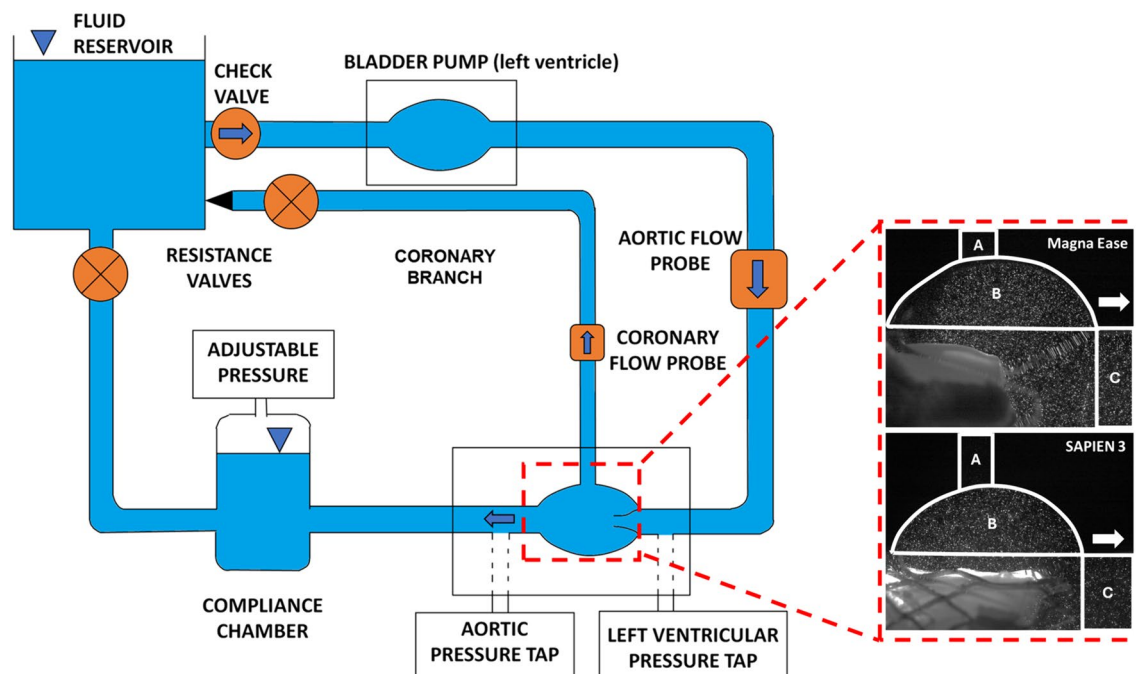 FLUID
RESERVOIR
CHECK
VALVE
BLADDER PUMP (left ventricle)
RESISTANCE
VALVES
CORONARY
BRANCH
AORTIC FLOW
PROBE
CORONARY
FLOW PROBE
ADJUSTABLE
PRESSURE
COMPLIANCE
CHAMBER
AORTIC
PRESSURE TAP
LEFT VENTRICULAR
PRESSURE TAP
A
Magna Ease
B
C
SAPIEN 3
A
B
C